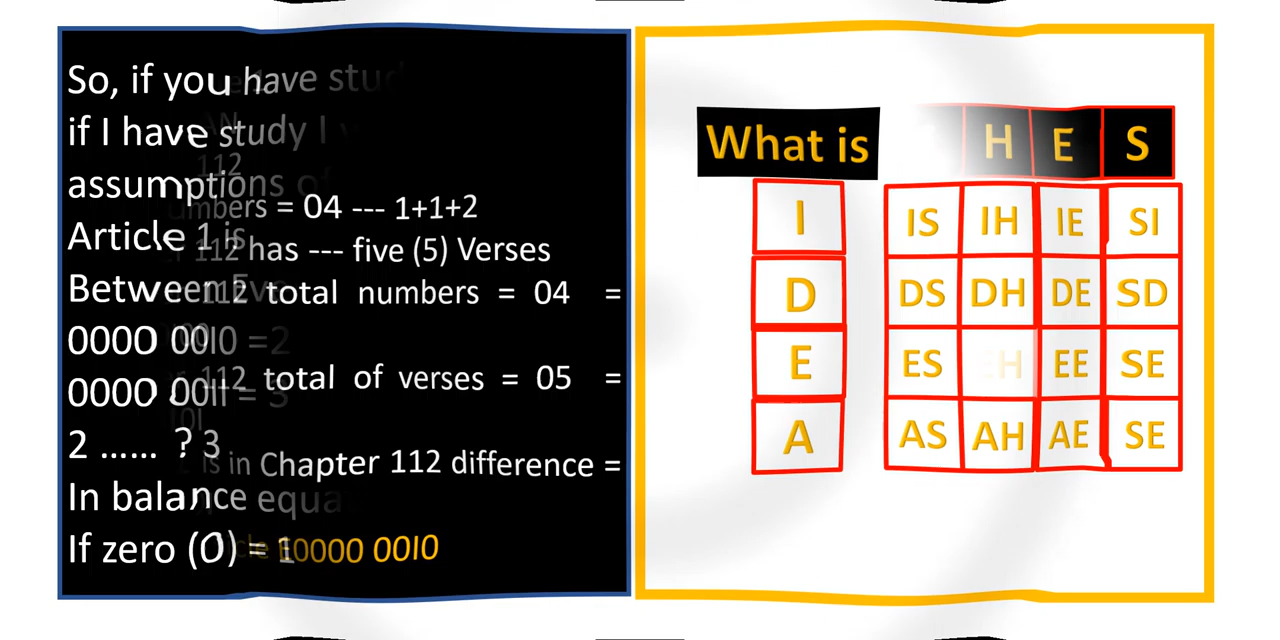 So, if you have stud
if I have study I
assumptions of
numbers = 04 --- 1+1+2
Article 1 is
112 has --- five (5) Verses
Between
112 total numbers = 04 =
0000 0010 = 2
0000 0011 = 3
112 total of verses = 05 =
2 ...... ? 3
is in Chapter 112 difference =
In balance equa
If zero (0) = 1
0000 0010
What is
H E S
I IS IH IE SI
D DS DH DE SD
E ES EH EE SE
A AS AH AE SE